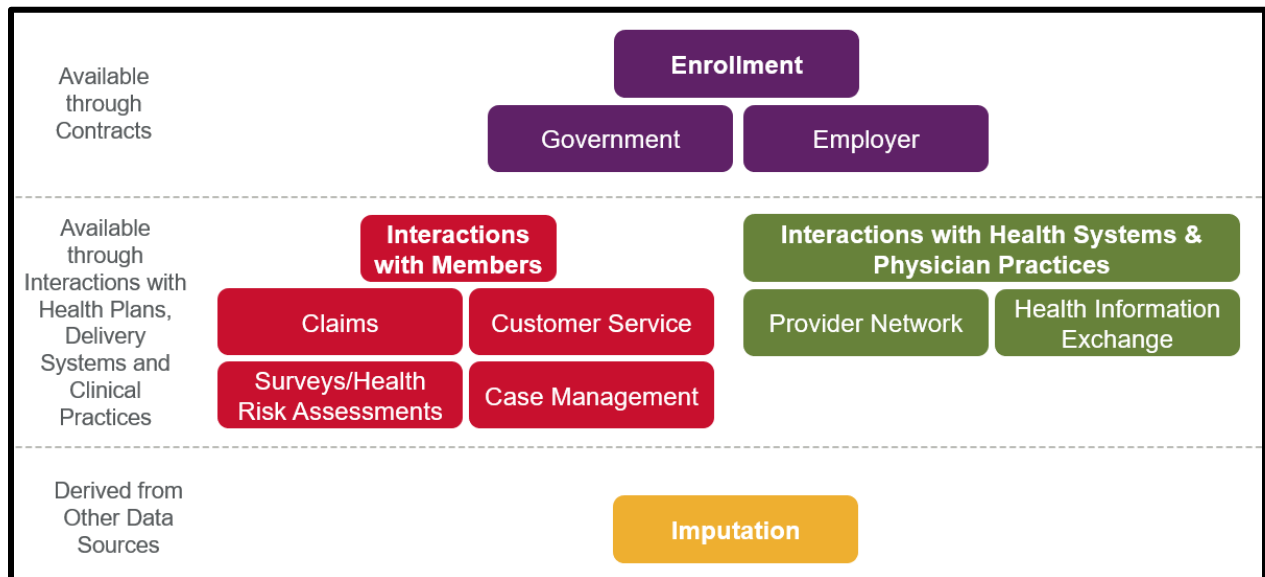 Available
through
Contracts
Enrollment
Government
Employer
Available
through
Interactions with
Health Plans,
Delivery
Systems and
Clinical
Practices
Interactions
with Members
Claims
Customer Service
Surveys/Health
Risk Assessments
Case Management
Interactions with Health Systems &
Physician Practices
Provider Network
Health Information
Exchange
Derived from
Other Data
Sources
Imputation